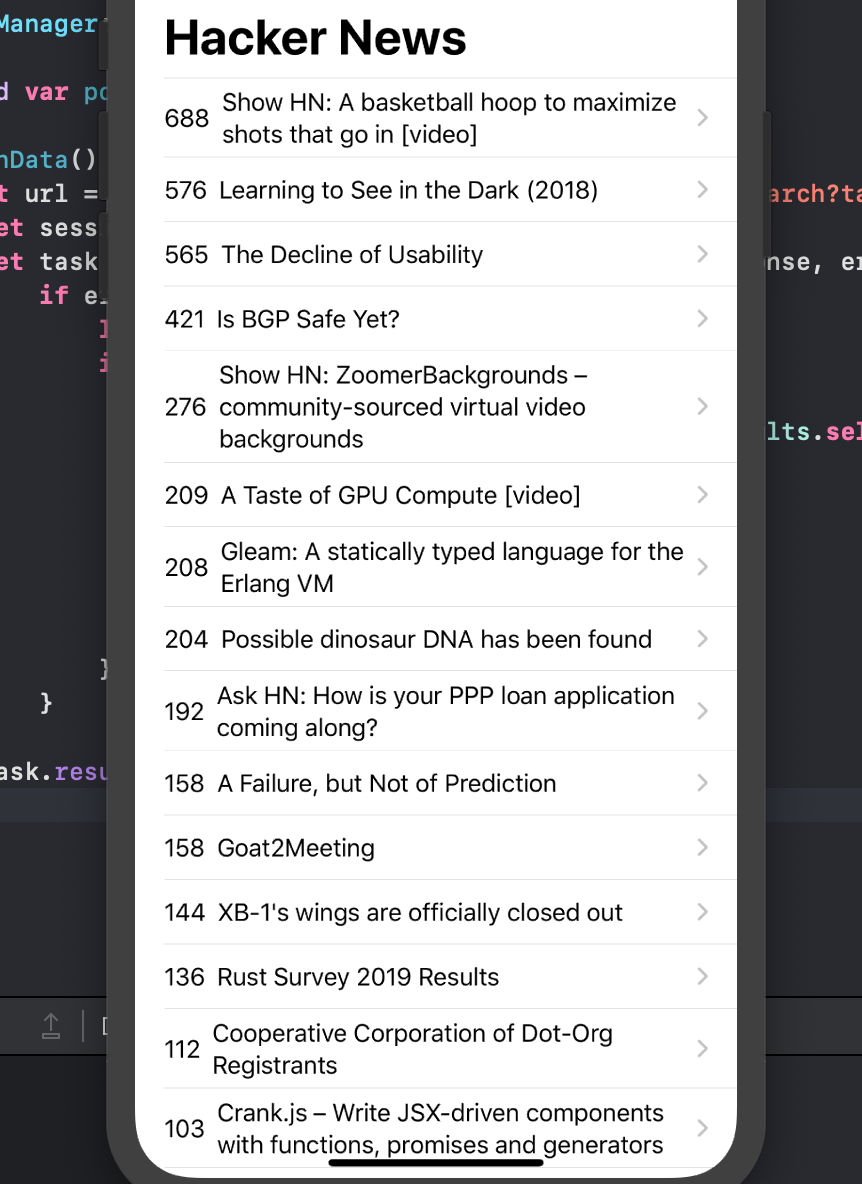 Manager
var
Data()
url =
sess
task
if
}
}
ask.resu
Hacker News
688 Show HN: A basketball hoop to maximize
shots that go in [video]
576 Learning to See in the Dark (2018)
565 The Decline of Usability
421 Is BGP Safe Yet?
276 Show HN: ZoomerBackgrounds –
community-sourced virtual video
backgrounds
209 A Taste of GPU Compute [video]
208 Gleam: A statically typed language for the
Erlang VM
204 Possible dinosaur DNA has been found
192 Ask HN: How is your PPP loan application
coming along?
158 A Failure, but Not of Prediction
158 Goat2Meeting
144 XB-1's wings are officially closed out
136 Rust Survey 2019 Results
112 Cooperative Corporation of Dot-Org
Registrants
103 Crank.js – Write JSX-driven components
with functions, promises and generators
arch?ta
nse, er
lts.sel